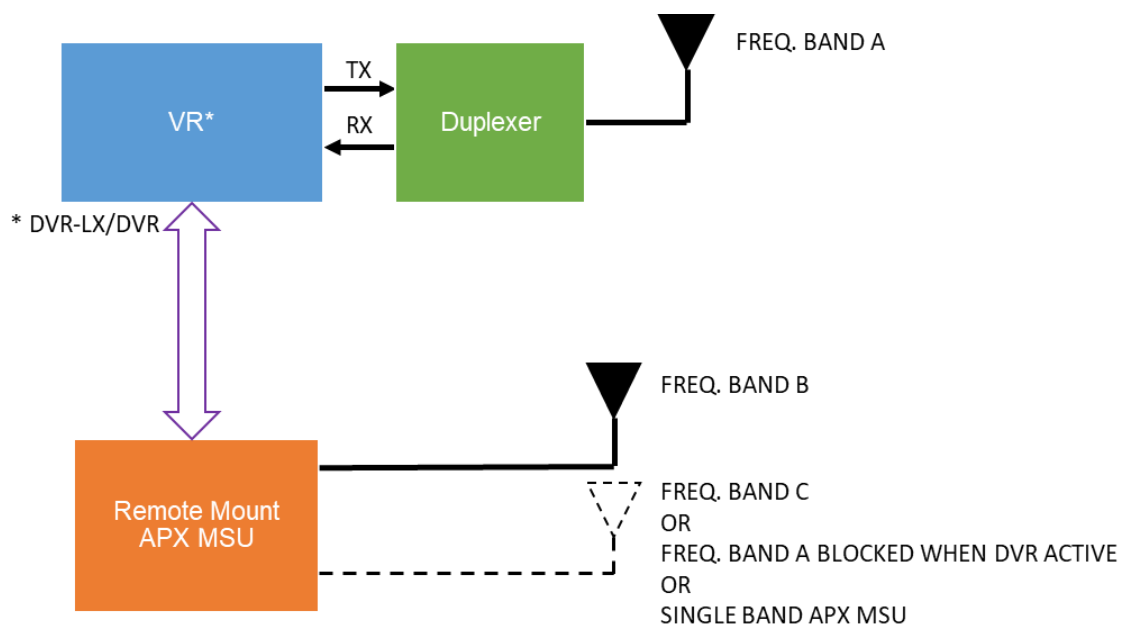 FREQ. BAND A
TX
VR*
Duplexer
RX
* DVR-LX/DVR
FREQ. BAND B
Remote Mount
APX MSU
FREQ. BAND C
OR
FREQ. BAND A BLOCKED WHEN DVR ACTIVE
OR
SINGLE BAND APX MSU